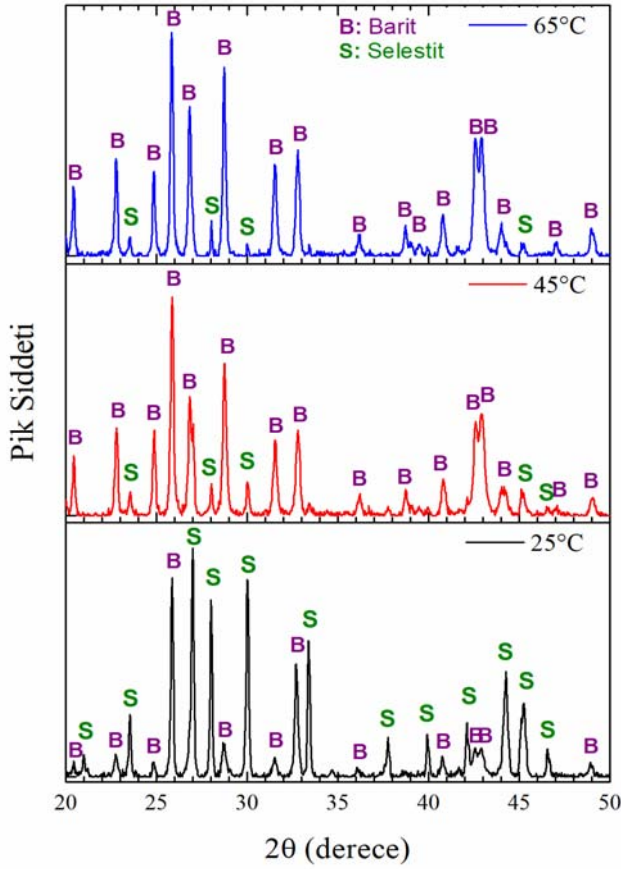 B: Barit
S: Selestit
65°C
B B S B B B S B S B B B B B B B B B S B B
45°C
B B S B B B S B S B B B B B B B B S S B B
25°C
B S B S B B S S B S B B S B S S B S B B S S S B
Pik Siddeti
20 25 30 35 40 45 50
2θ (derece)